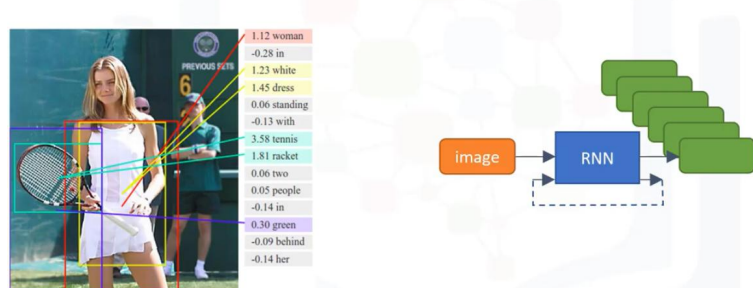 PREVIOUS SETS
6
1.12 woman
-0.28 in
1.23 white
1.45 dress
0.06 standing
-0.13 with
3.58 tennis
1.81 racket
0.06 two
0.05 people
-0.14 in
0.30 green
-0.09 behind
-0.14 her
image
RNN